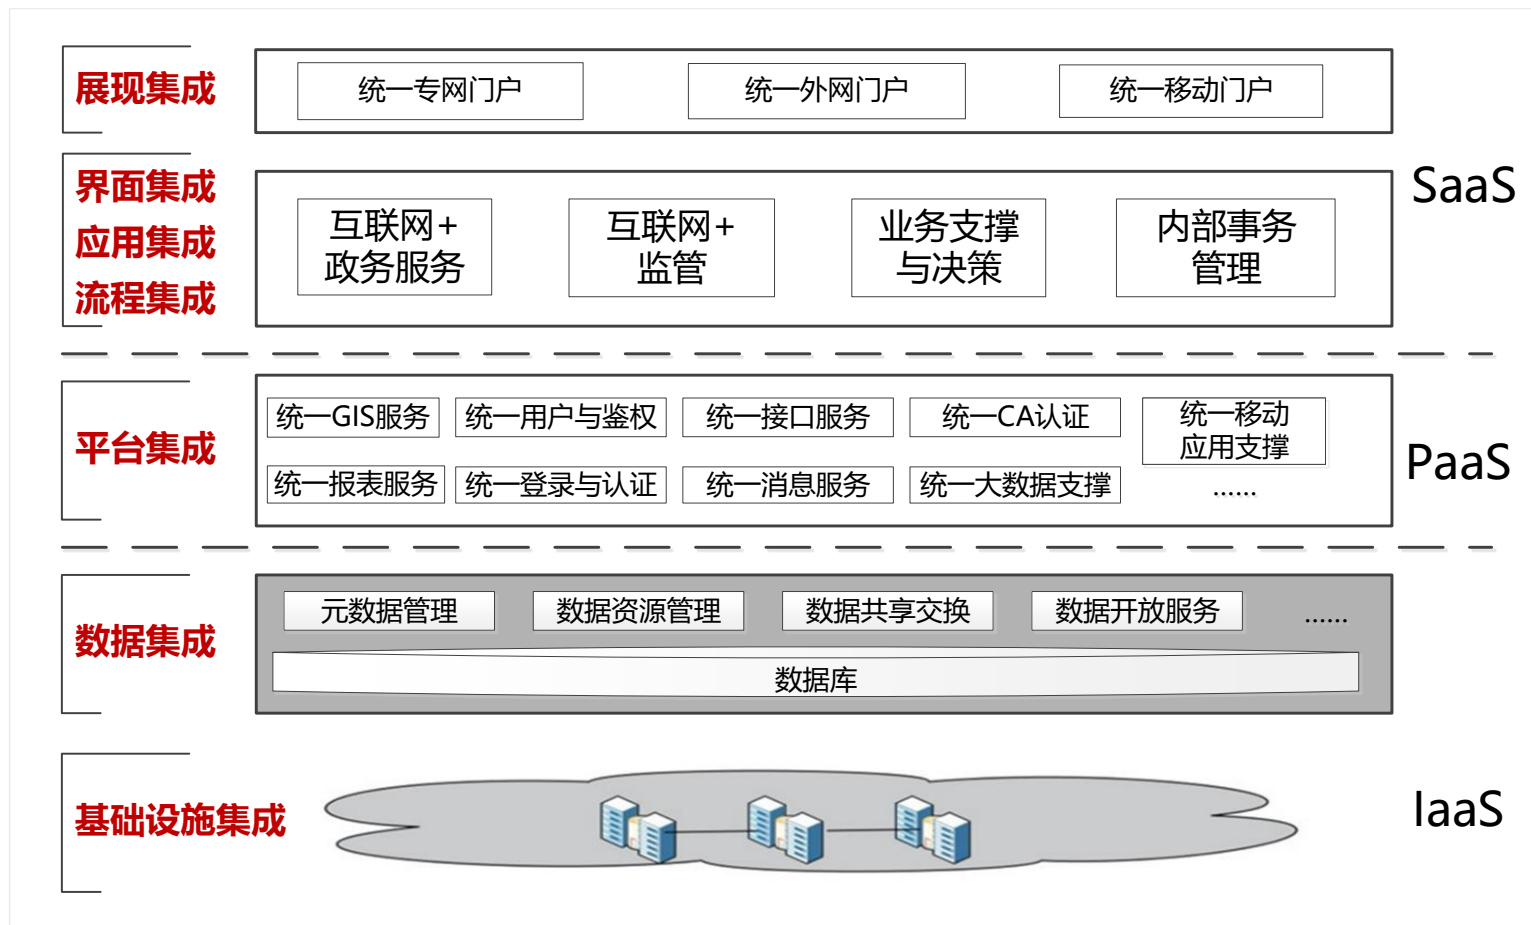 展现集成
统一专网门户
统一外网门户
统一移动门户
SaaS
界面集成
应用集成
流程集成
互联网+
政务服务
互联网+
监管
业务支撑
与决策
内部事务
管理
平台集成
统一GIS服务
统一用户与鉴权
统一接口服务
统一CA认证
统一移动
应用支撑
统一报表服务
统一登录与认证
统一消息服务
统一大数据支撑
......
PaaS
数据集成
元数据管理
数据资源管理
数据共享交换
数据开放服务
......
数据库
基础设施集成
IaaS